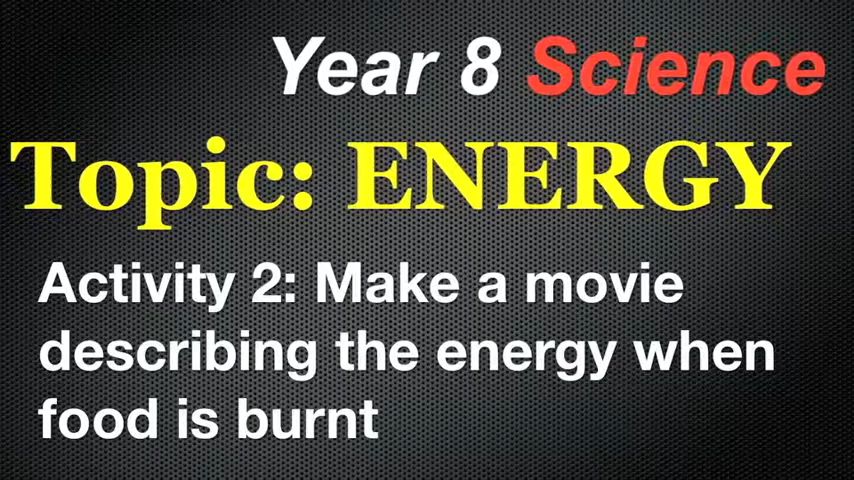 Year 8 Science
Topic: ENERGY
Activity 2: Make a movie
describing the energy when
food is burnt